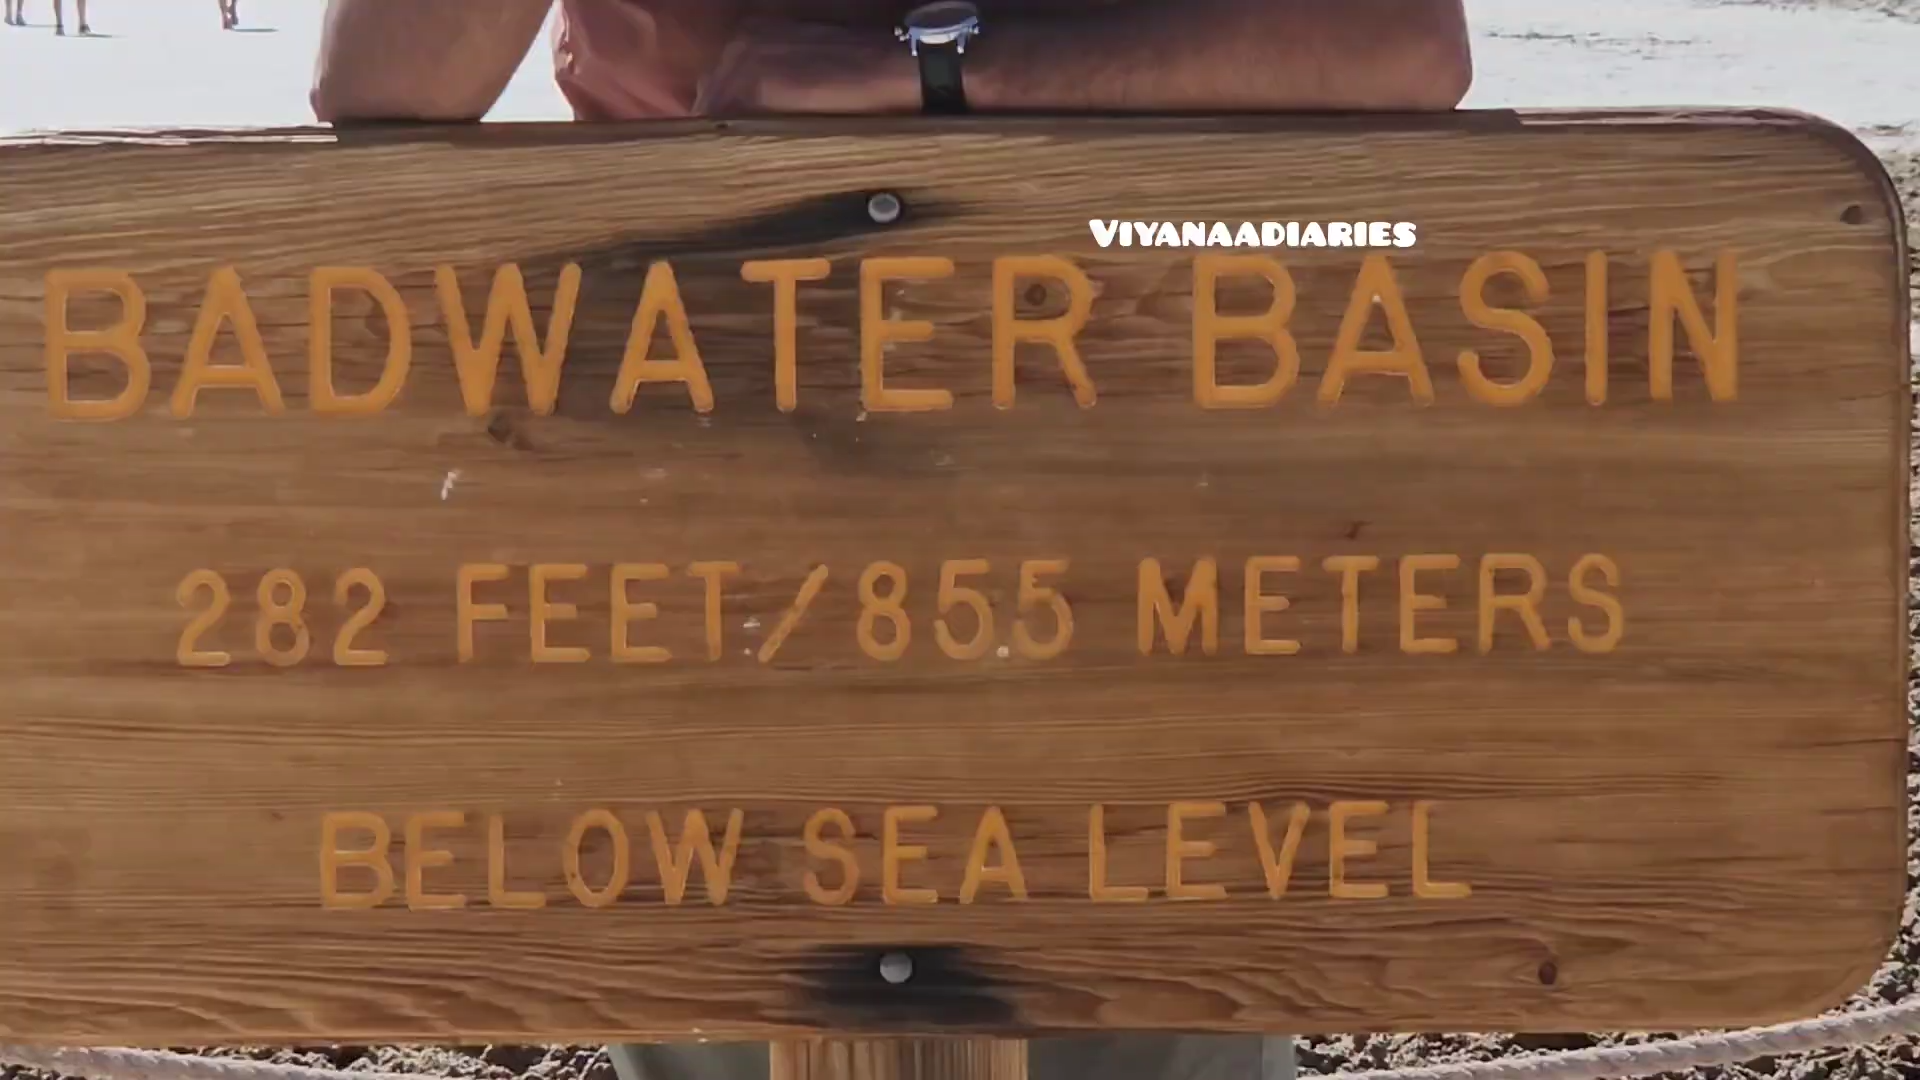 VIYANAADIARIES
BADWATER BASIN
282 FEET/85.5 METERS
BELOW SEA LEVEL